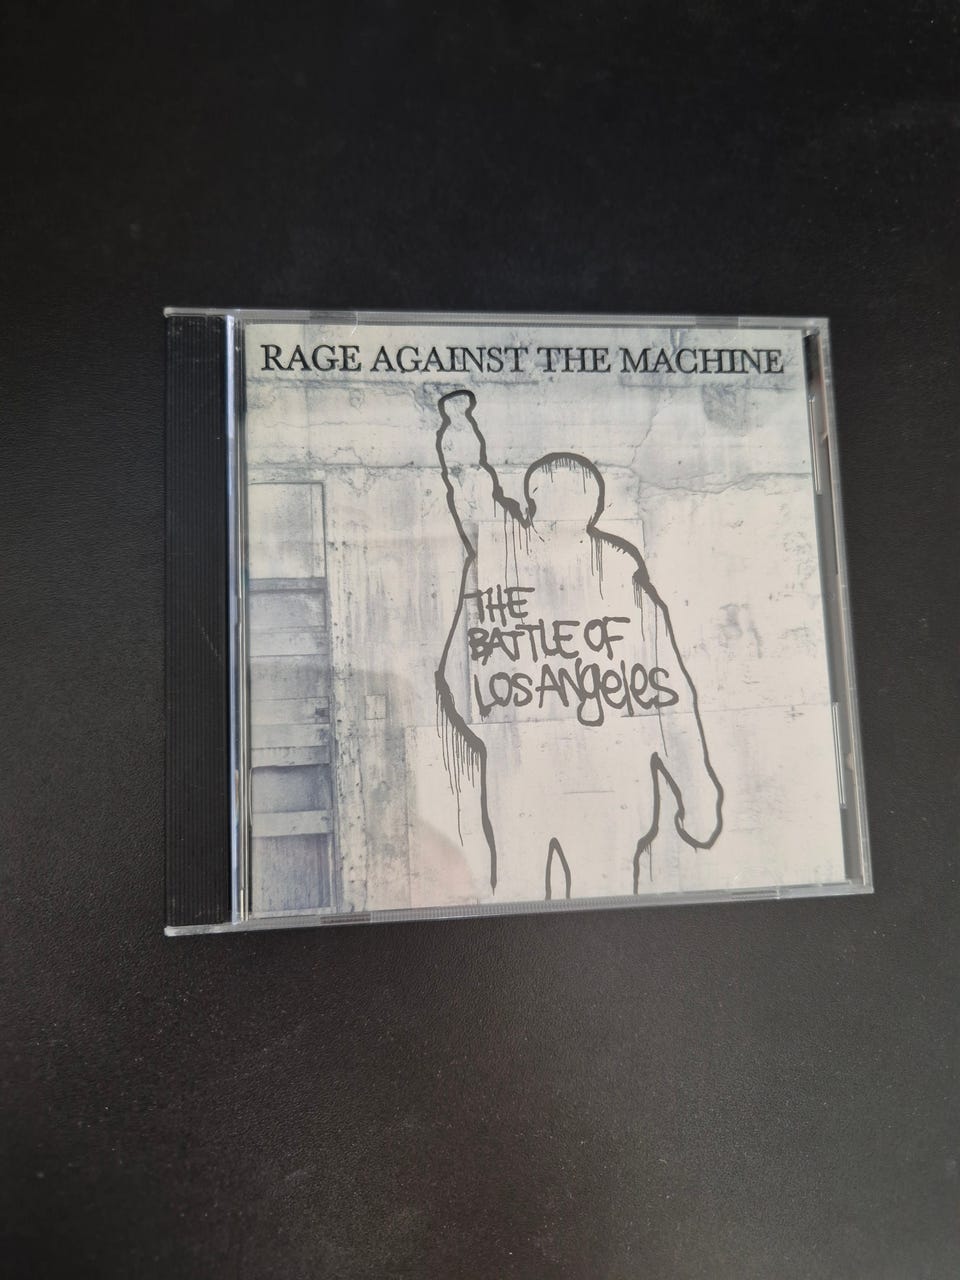 RAGE AGAINST THE MACHINE
THE
BATTLE OF
LOS ANgeles